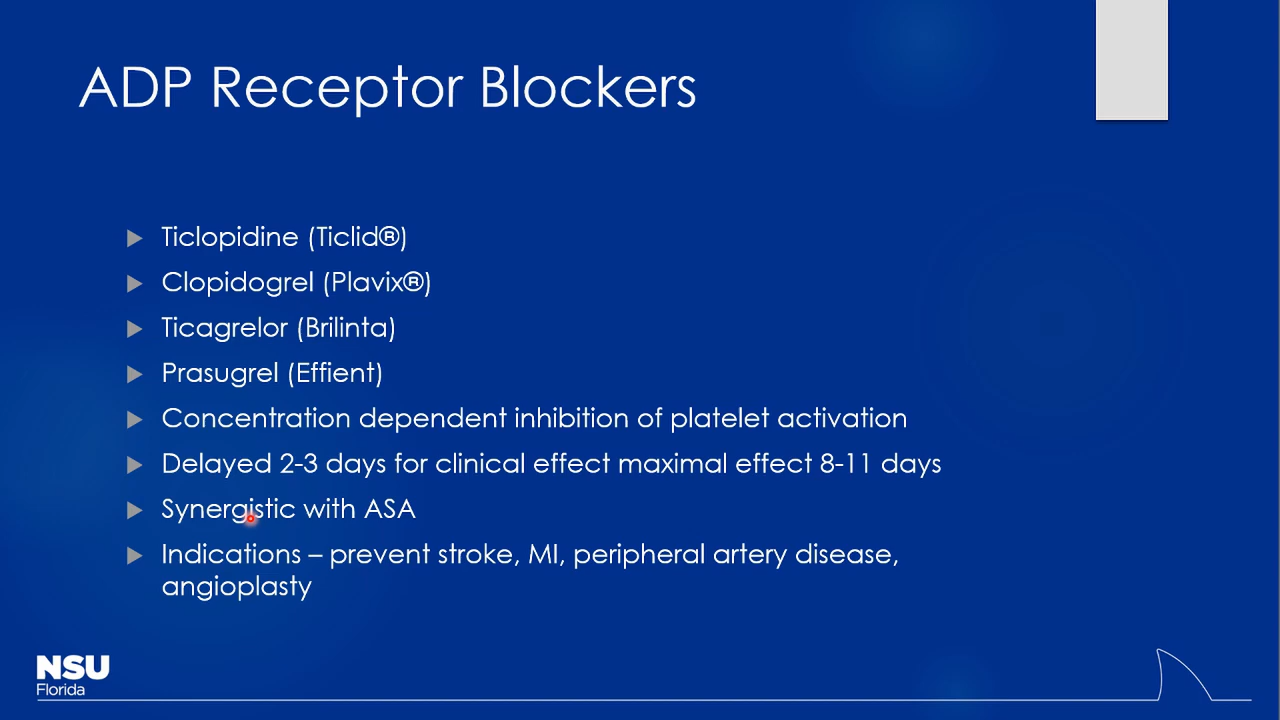 ADP Receptor Blockers
Ticlopidine (Ticlid®)
Clopidogrel (Plavix®)
Ticagrelor (Brilinta)
Prasugrel (Effient)
Concentration dependent inhibition of platelet activation
Delayed 2-3 days for clinical effect maximal effect 8-11 days
Synergistic with ASA
Indications – prevent stroke, MI, peripheral artery disease,
angioplasty
NSU
Florida